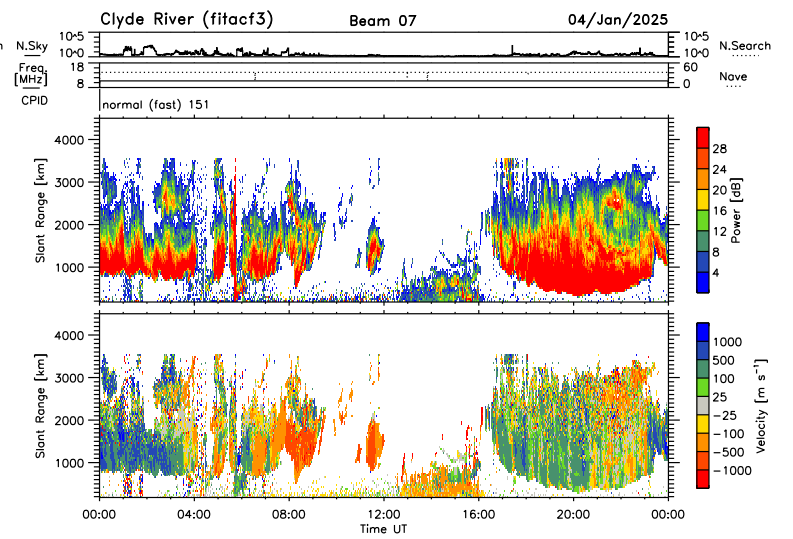 Clyde River (fitacf3) Beam 07 04/Jan/2025
N.Sky 10^5 10^0 10^5 10^0 N.Search
Freq. [MHz] 18 8 60 0 Nave
CPID normal (fast) 151
Slant Range [km]
4000
3000
2000
1000
Power [dB]
28
24
20
16
12
8
4
Slant Range [km]
4000
3000
2000
1000
Velocity [m s⁻¹]
1000
500
100
25
−25
−100
−500
−1000
00:00 04:00 08:00 12:00 16:00 20:00 00:00
Time UT